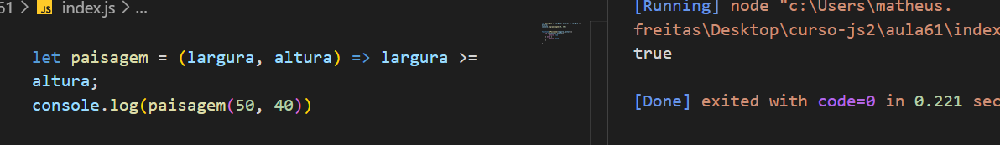 61 > JS index.js > ...
let paisagem = (largura, altura) => largura >=
altura;
console.log(paisagem(50, 40))
[Running] node "c:\Users\matheus.
freitas\Desktop\curso-js2\aula61\index
true
[Done] exited with code=0 in 0.221 sec